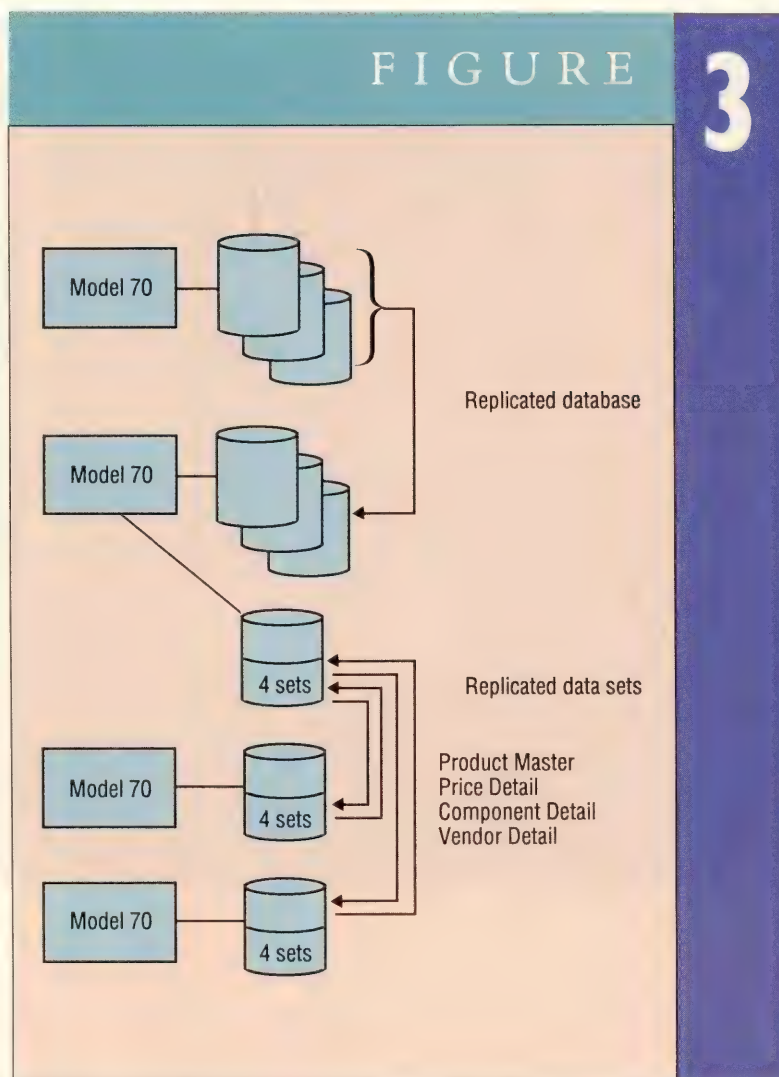 FIGURE 3
Model 70
Replicated database
Model 70
4 sets
Replicated data sets
Model 70
4 sets
Product Master
Price Detail
Component Detail
Vendor Detail
Model 70
4 sets